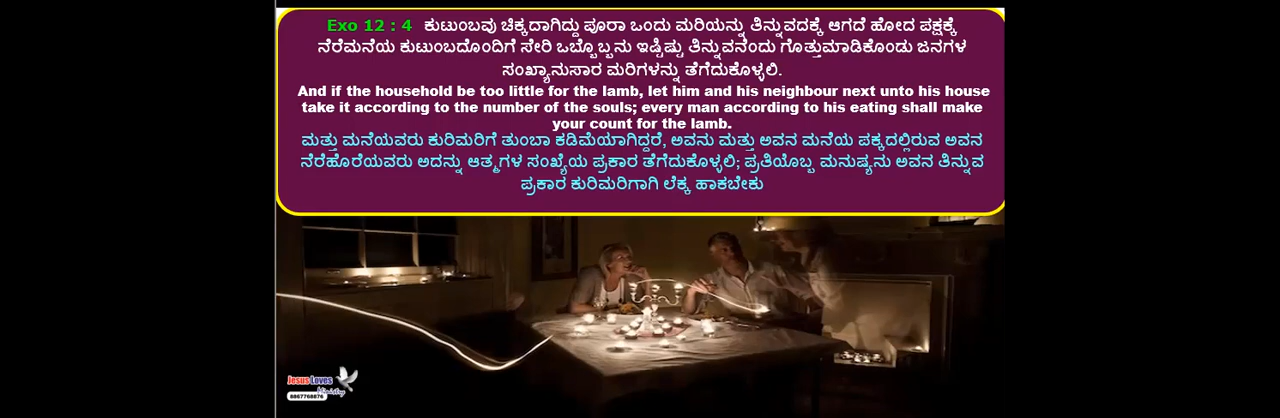 Exo 12 : 4 ಕುಟುಂಬವು ಚಿಕ್ಕದಾಗಿದ್ದು ಪೂರಾ ಒಂದು ಮರಿಯನ್ನು ತಿನ್ನುವದಕ್ಕೆ ಆಗದೆ ಹೋದ ಪಕ್ಷಕ್ಕೆ
ನೆರೆಮನೆಯ ಕುಟುಂಬದೊಂದಿಗೆ ಸೇರಿ ಒಬ್ಬೊಬ್ಬನು ಇಷ್ಟಿಷ್ಟು ತಿನ್ನುವನೆಂದು ಗೊತ್ತುಮಾಡಿಕೊಂಡು ಜನಗಳ
ಸಂಖ್ಯಾನುಸಾರ ಮರಿಗಳನ್ನು ತೆಗೆದುಕೊಳ್ಳಲಿ.
And if the household be too little for the lamb, let him and his neighbour next unto his house
take it according to the number of the souls; every man according to his eating shall make
your count for the lamb.
ಮತ್ತು ಮನೆಯವರು ಕುರಿಮರಿಗೆ ತುಂಬಾ ಕಡಿಮೆಯಾಗಿದ್ದರೆ, ಅವನು ಮತ್ತು ಅವನ ಮನೆಯ ಪಕ್ಕದಲ್ಲಿರುವ ಅವನ
ನೆರೆಹೊರೆಯವರು ಅದನ್ನು ಆತ್ಮಗಳ ಸಂಖ್ಯೆಯ ಪ್ರಕಾರ ತೆಗೆದುಕೊಳ್ಳಲಿ; ಪ್ರತಿಯೊಬ್ಬ ಮನುಷ್ಯನು ಅವನ ತಿನ್ನುವ
ಪ್ರಕಾರ ಕುರಿಮರಿಗಾಗಿ ಲೆಕ್ಕ ಹಾಕಬೇಕು
Jesus Loves
Ministry
8867768876